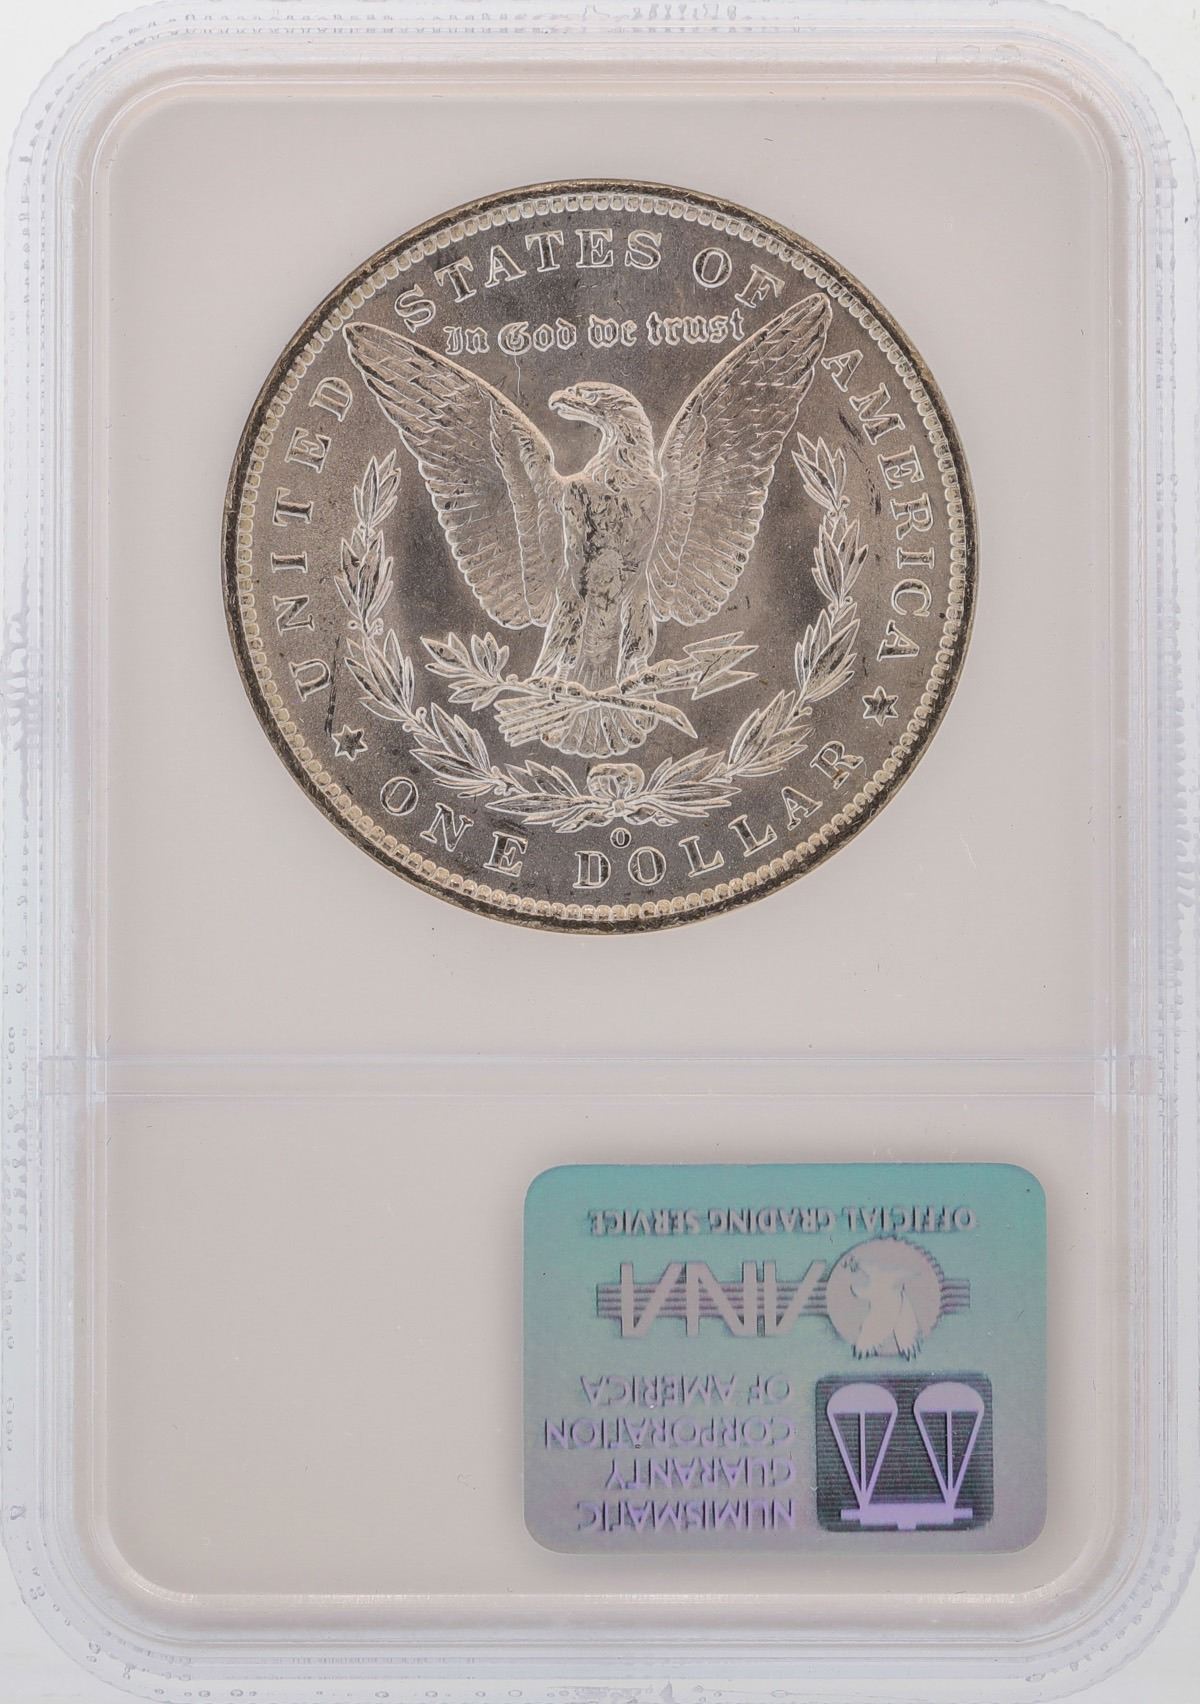 UNITED STATES OF AMERICA
In God we trust
O
ONE DOLLAR
NUMISMATIC
GUARANTY
CORPORATION
OF AMERICA
ANA
OFFICIAL GRADING SERVICE